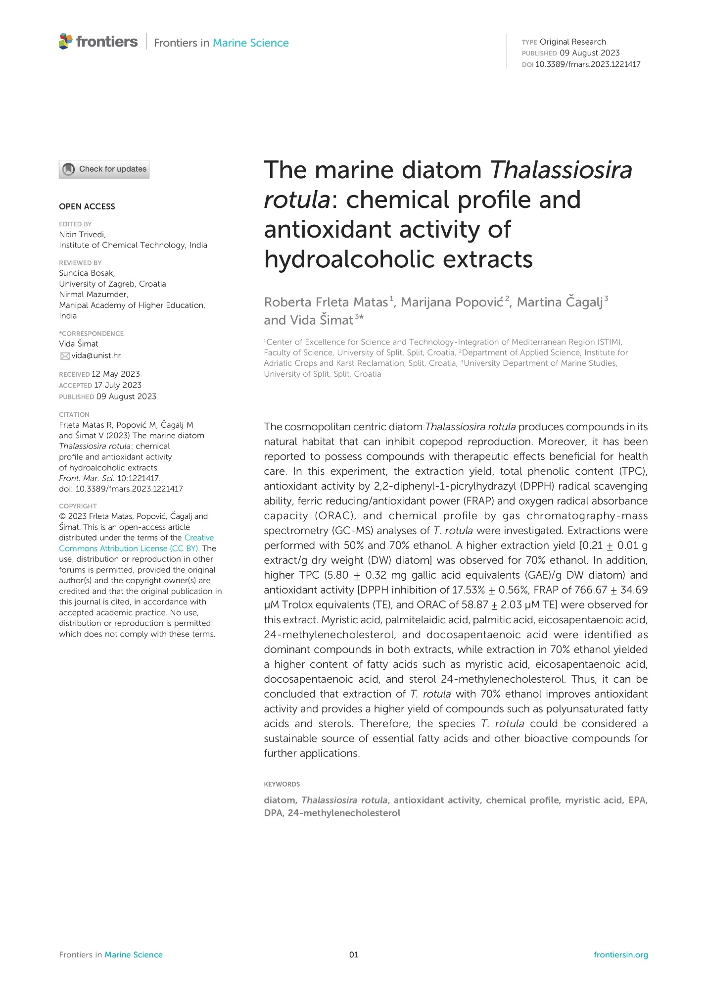 frontiers | Frontiers in Marine Science
TYPE Original Research
PUBLISHED 09 August 2023
DOI 10.3389/fmars.2023.1221417
Check for updates
OPEN ACCESS
EDITED BY
Nitin Trivedi,
Institute of Chemical Technology, India
REVIEWED BY
Suncica Bosak,
University of Zagreb, Croatia
Nirmal Mazumder,
Manipal Academy of Higher Education,
India
*CORRESPONDENCE
Vida Šimat
vida@unist.hr
RECEIVED 12 May 2023
ACCEPTED 17 July 2023
PUBLISHED 09 August 2023
CITATION
Frleta Matas R, Popović M, Čagalj M
and Šimat V (2023) The marine diatom
Thalassiosira rotula: chemical
profile and antioxidant activity
of hydroalcoholic extracts.
Front. Mar. Sci. 10:1221417.
doi: 10.3389/fmars.2023.1221417
COPYRIGHT
© 2023 Frleta Matas, Popović, Čagalj and
Šimat. This is an open-access article
distributed under the terms of the Creative
Commons Attribution License (CC BY). The
use, distribution or reproduction in other
forums is permitted, provided the original
author(s) and the copyright owner(s) are
credited and that the original publication in
this journal is cited, in accordance with
accepted academic practice. No use,
distribution or reproduction is permitted
which does not comply with these terms.
The marine diatom Thalassiosira
rotula: chemical profile and
antioxidant activity of
hydroalcoholic extracts
Roberta Frleta Matas1, Marijana Popović2, Martina Čagalj3
and Vida Šimat3*
1Center of Excellence for Science and Technology-Integration of Mediterranean Region (STIM),
Faculty of Science, University of Split, Split, Croatia, 2Department of Applied Science, Institute for
Adriatic Crops and Karst Reclamation, Split, Croatia, 3University Department of Marine Studies,
University of Split, Split, Croatia
The cosmopolitan centric diatom Thalassiosira rotula produces compounds in its
natural habitat that can inhibit copepod reproduction. Moreover, it has been
reported to possess compounds with therapeutic effects beneficial for health
care. In this experiment, the extraction yield, total phenolic content (TPC),
antioxidant activity by 2,2-diphenyl-1-picrylhydrazyl (DPPH) radical scavenging
ability, ferric reducing/antioxidant power (FRAP) and oxygen radical absorbance
capacity (ORAC), and chemical profile by gas chromatography-mass
spectrometry (GC-MS) analyses of T. rotula were investigated. Extractions were
performed with 50% and 70% ethanol. A higher extraction yield [0.21 ± 0.01 g
extract/g dry weight (DW) diatom] was observed for 70% ethanol. In addition,
higher TPC (5.80 ± 0.32 mg gallic acid equivalents (GAE)/g DW diatom) and
antioxidant activity [DPPH inhibition of 17.53% ± 0.56%, FRAP of 766.67 ± 34.69
µM Trolox equivalents (TE), and ORAC of 58.87 ± 2.03 µM TE] were observed for
this extract. Myristic acid, palmitelaidic acid, palmitic acid, eicosapentaenoic acid,
24-methylenecholesterol, and docosapentaenoic acid were identified as
dominant compounds in both extracts, while extraction in 70% ethanol yielded
a higher content of fatty acids such as myristic acid, eicosapentaenoic acid,
docosapentaenoic acid, and sterol 24-methylenecholesterol. Thus, it can be
concluded that extraction of T. rotula with 70% ethanol improves antioxidant
activity and provides a higher yield of compounds such as polyunsaturated fatty
acids and sterols. Therefore, the species T. rotula could be considered a
sustainable source of essential fatty acids and other bioactive compounds for
further applications.
KEYWORDS
diatom, Thalassiosira rotula, antioxidant activity, chemical profile, myristic acid, EPA,
DPA, 24-methylenecholesterol
Frontiers in Marine Science
01
frontiersin.org